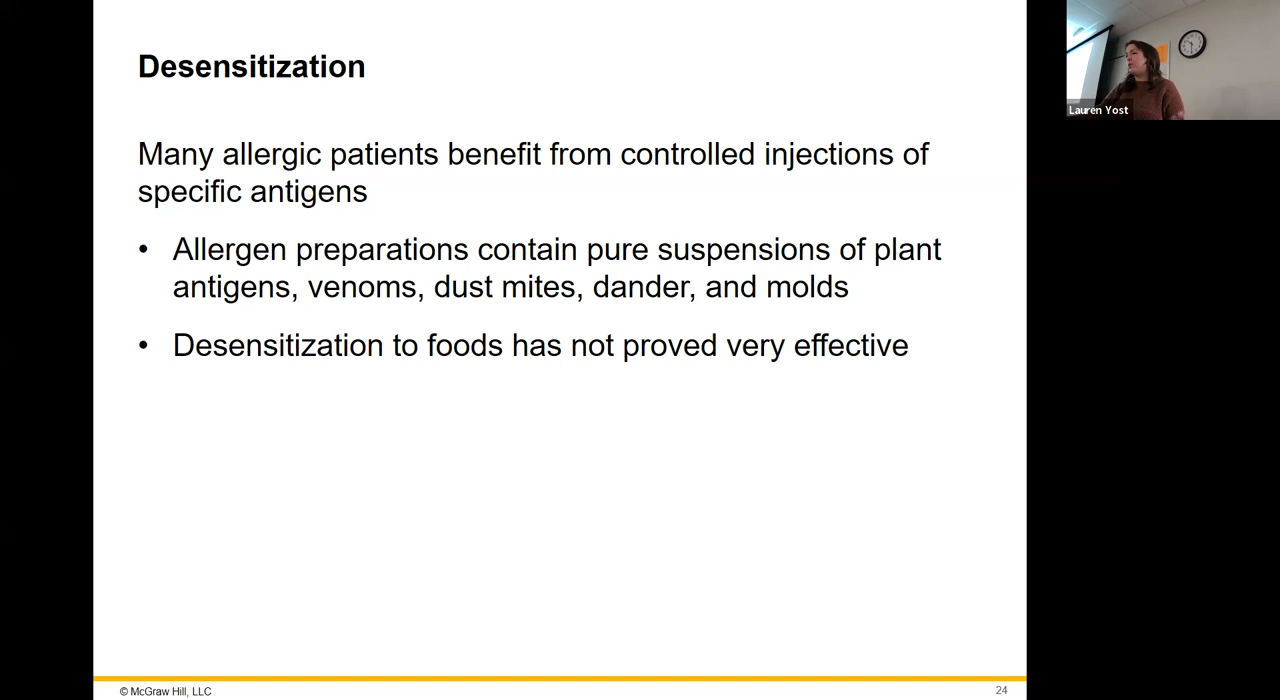 Desensitization
Many allergic patients benefit from controlled injections of
specific antigens
• Allergen preparations contain pure suspensions of plant
antigens, venoms, dust mites, dander, and molds
• Desensitization to foods has not proved very effective
© McGraw Hill, LLC
24
Lauren Yost